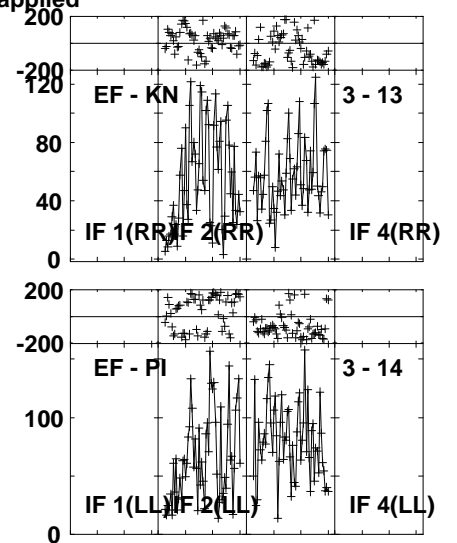 applied
200
-200
120
EF - KN 3 - 13
80
40
IF 1(RR) IF 2(RR) IF 4(RR)
0
200
-200
EF - PI 3 - 14
100
IF 1(LL) IF 2(LL) IF 4(LL)
0